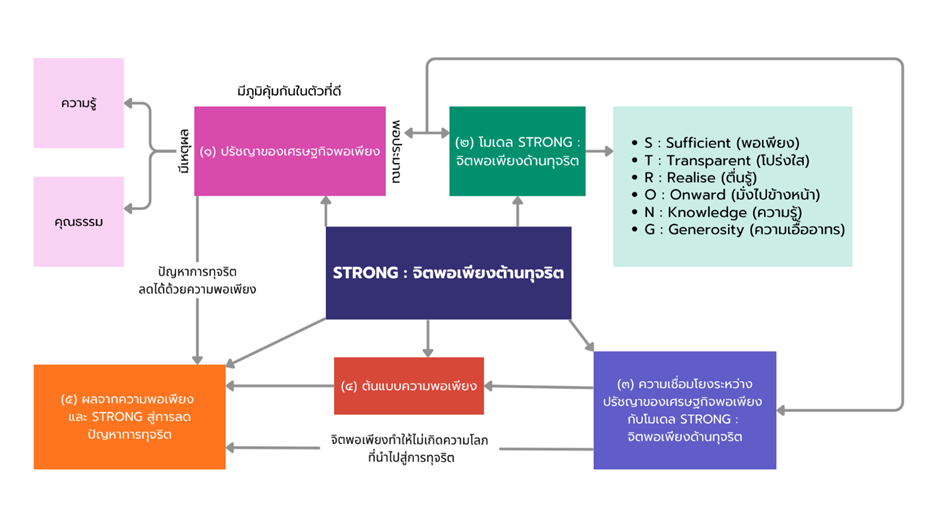 ความรู้
คุณธรรม
มีภูมิคุ้มกันในตัวที่ดี
มีเหตุผล
(๑) ปรัชญาของเศรษฐกิจพอเพียง
พอประมาณ
(๒) โมเดล STRONG :
จิตพอเพียงด้านทุจริต
S : Sufficient (พอเพียง)
T : Transparent (โปร่งใส)
R : Realise (ตื่นรู้)
O : Onward (มั่งไปข้างหน้า)
N : Knowledge (ความรู้)
G : Generosity (ความเอื้ออาทร)
STRONG : จิตพอเพียงต้านทุจริต
ปัญหาการทุจริต
ลดได้ด้วยความพอเพียง
(๕) ผลจากความพอเพียง
และ STRONG สู่การลด
ปัญหาการทุจริต
(๔) ต้นแบบความพอเพียง
(๓) ความเชื่อมโยงระหว่าง
ปรัชญาของเศรษฐกิจพอเพียง
กับโมเดล STRONG :
จิตพอเพียงด้านทุจริต
จิตพอเพียงทำให้ไม่เกิดความโลภ
ที่นำไปสู่การทุจริต